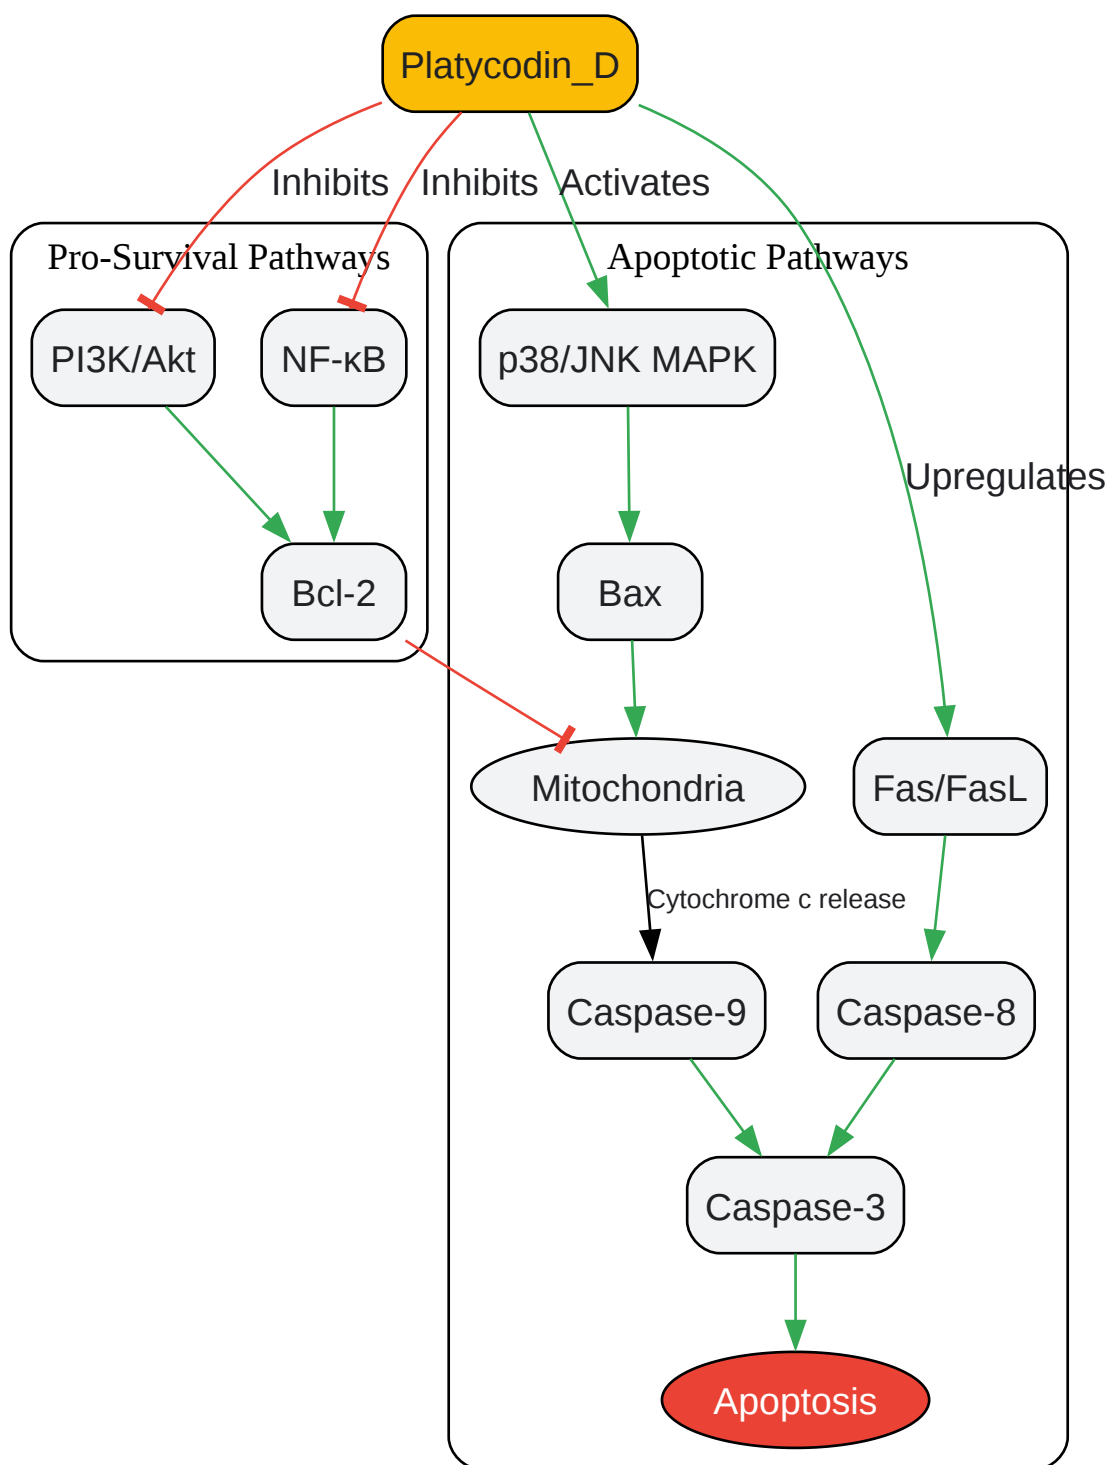 Platycodin_D
Inhibits
Inhibits
Activates
Pro-Survival Pathways
Apoptotic Pathways
PI3K/Akt
NF-κB
p38/JNK MAPK
Upregulates
Bcl-2
Bax
Mitochondria
Fas/FasL
Cytochrome c release
Caspase-9
Caspase-8
Caspase-3
Apoptosis